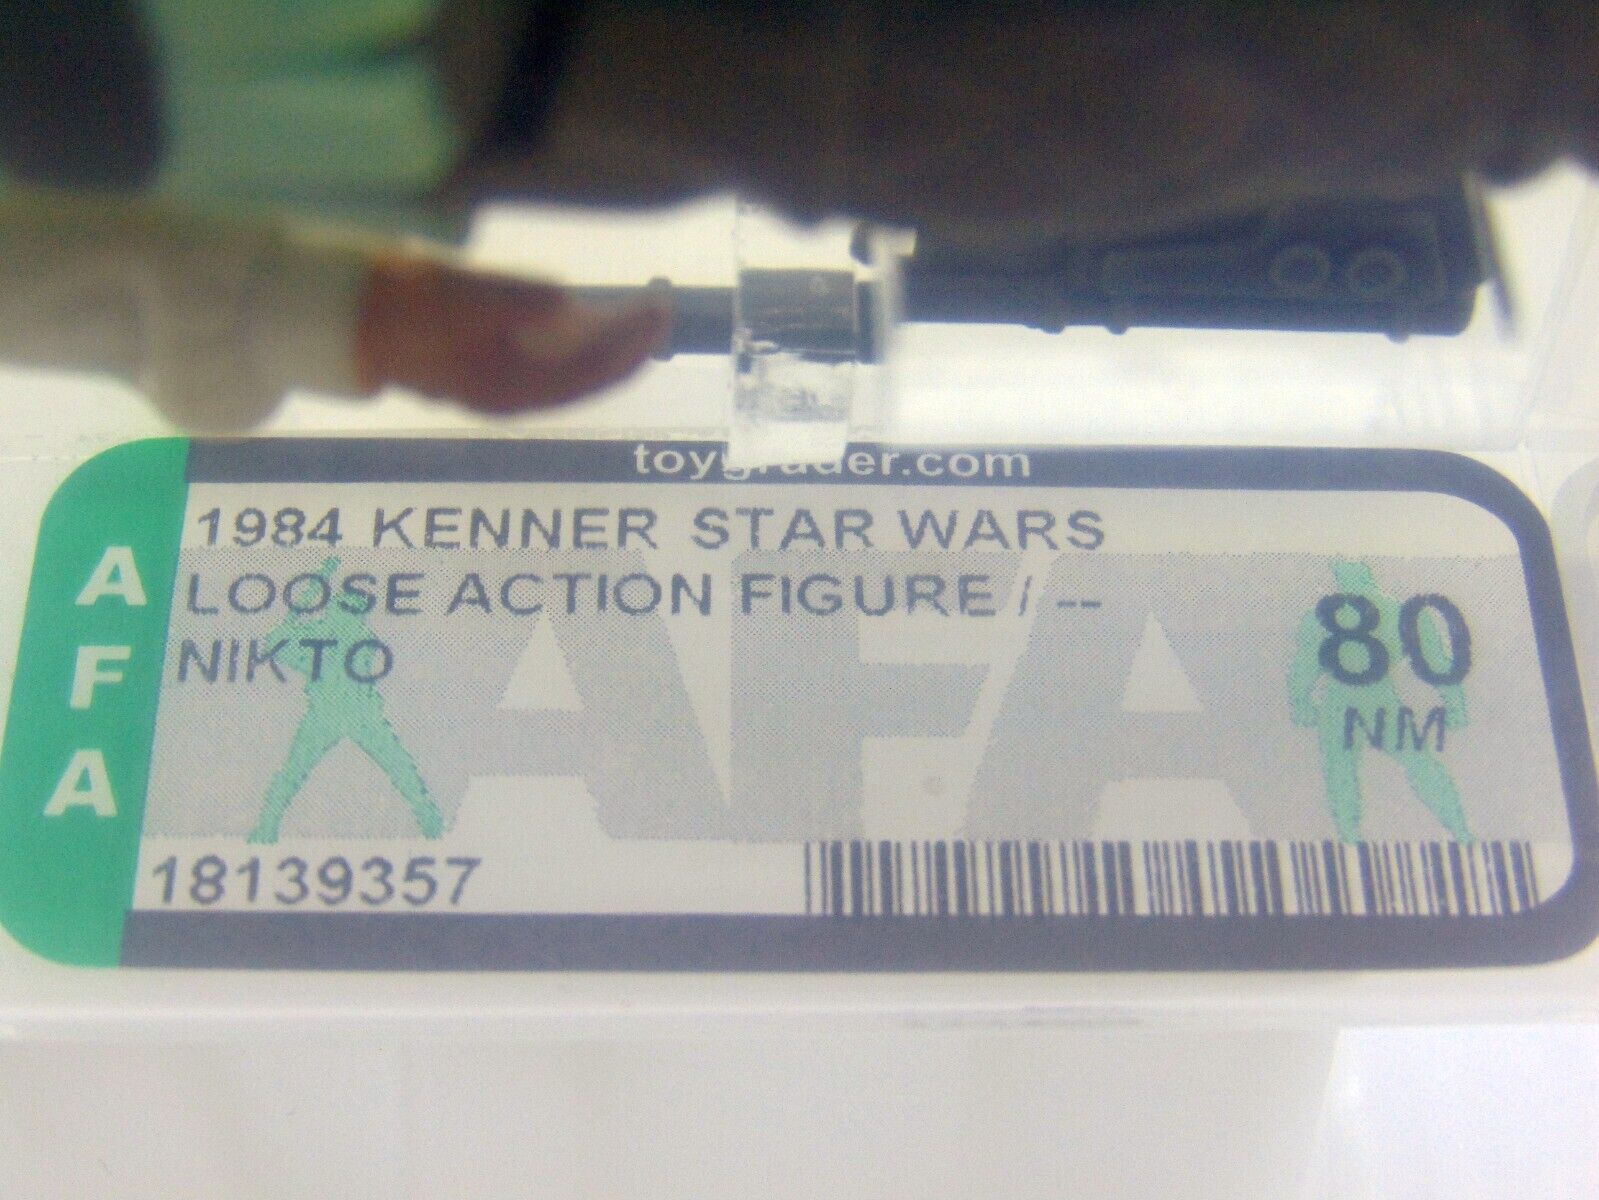 toygrader.com
1984 KENNER STAR WARS
LOOSE ACTION FIGURE / --
NIKTO
80
NM
AFA
AFA
18139357